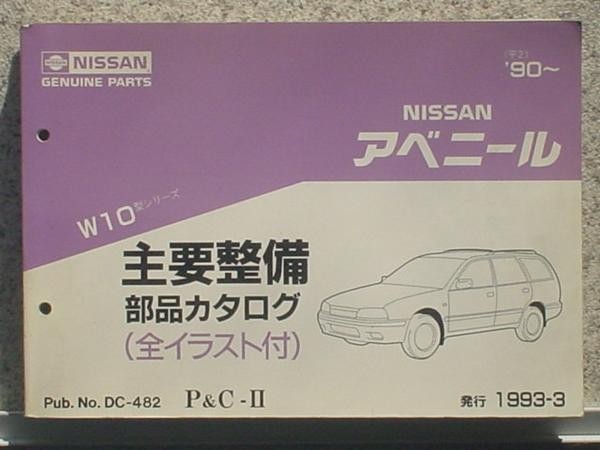 NISSAN
GENUINE PARTS
(平2)
'90～
NISSAN
アベニール
W10型シリーズ
主要整備
部品カタログ
(全イラスト付)
Pub. No. DC-482 P&C-II 発行 1993-3